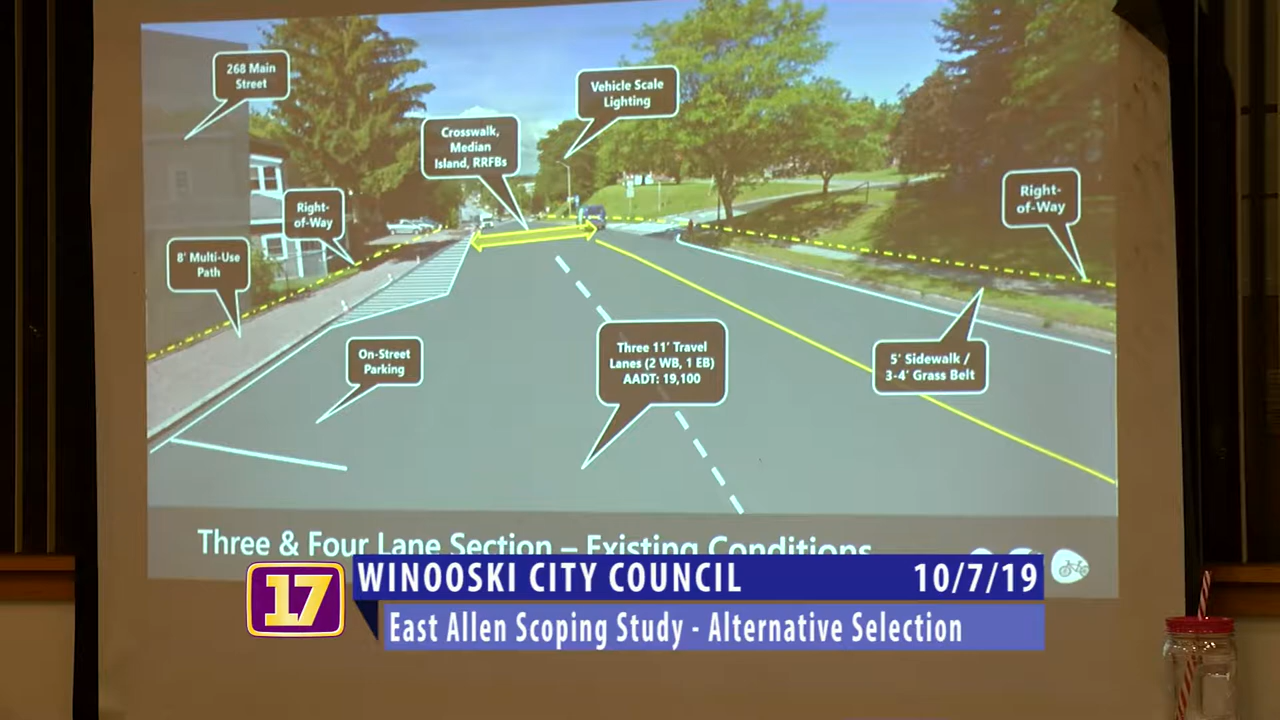 268 Main
Street
Vehicle Scale
Lighting
Crosswalk,
Median
Island, RRFBs
Right-
of-Way
Right-
of-Way
8' Multi-Use
Path
On-Street
Parking
Three 11' Travel
Lanes (2 WB, 1 EB)
AADT: 19,100
5' Sidewalk /
3-4' Grass Belt
Three & Four Lane Section – Existing Conditions
17
WINOOSKI CITY COUNCIL 10/7/19
East Allen Scoping Study - Alternative Selection